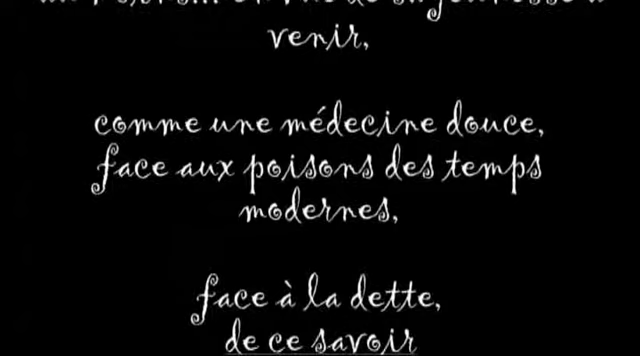 venir,
comme une médecine douce,
face aux poisons des temps
modernes,
face à la dette,
de ce savoir